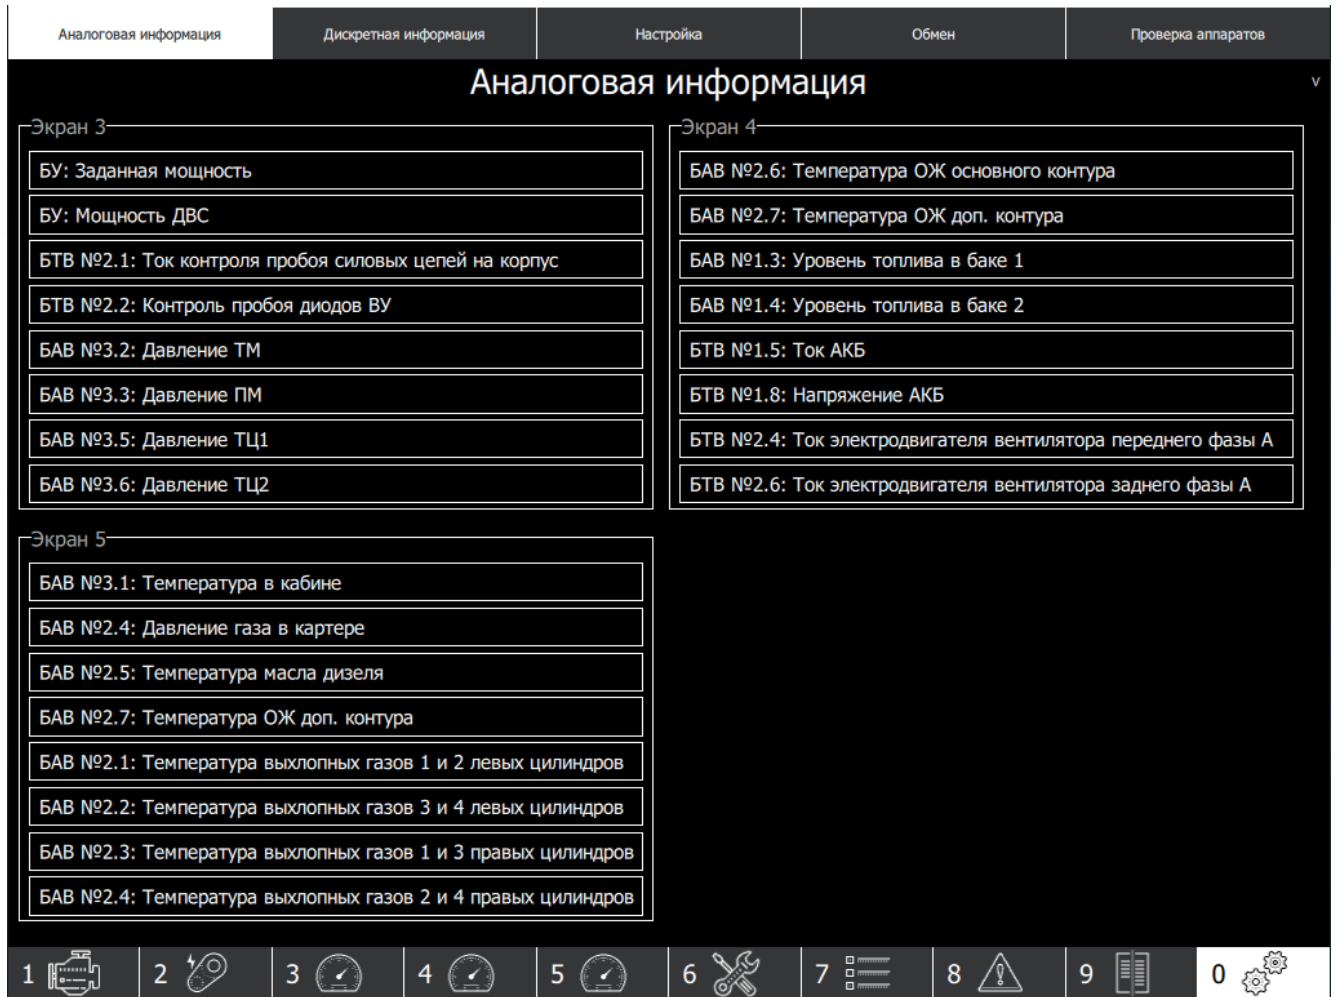 Аналоговая информация
Дискретная информация
Настройка
Обмен
Проверка аппаратов
Аналоговая информация
v
Экран 3
БУ: Заданная мощность
БУ: Мощность ДВС
БТВ №2.1: Ток контроля пробоя силовых цепей на корпус
БТВ №2.2: Контроль пробоя диодов ВУ
БАВ №3.2: Давление ТМ
БАВ №3.3: Давление ПМ
БАВ №3.5: Давление ТЦ1
БАВ №3.6: Давление ТЦ2
Экран 4
БАВ №2.6: Температура ОЖ основного контура
БАВ №2.7: Температура ОЖ доп. контура
БАВ №1.3: Уровень топлива в баке 1
БАВ №1.4: Уровень топлива в баке 2
БТВ №1.5: Ток АКБ
БТВ №1.8: Напряжение АКБ
БТВ №2.4: Ток электродвигателя вентилятора переднего фазы А
БТВ №2.6: Ток электродвигателя вентилятора заднего фазы А
Экран 5
БАВ №3.1: Температура в кабине
БАВ №2.4: Давление газа в картере
БАВ №2.5: Температура масла дизеля
БАВ №2.7: Температура ОЖ доп. контура
БАВ №2.1: Температура выхлопных газов 1 и 2 левых цилиндров
БАВ №2.2: Температура выхлопных газов 3 и 4 левых цилиндров
БАВ №2.3: Температура выхлопных газов 1 и 3 правых цилиндров
БАВ №2.4: Температура выхлопных газов 2 и 4 правых цилиндров
1
2
3
4
5
6
7
8
9
0